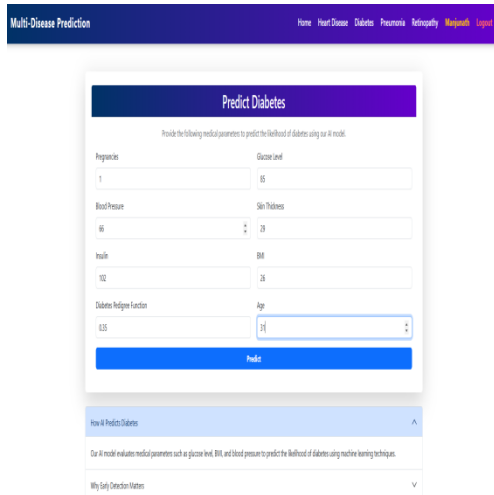 Multi-Disease Prediction
Home Heart Disease Diabetes Pneumonia Retinopathy Manjunath Logout
Predict Diabetes
Provide the following medical parameters to predict the likelihood of diabetes using our AI model.
Pregnancies Glucose Level
1 85
Blood Pressure Skin Thickness
66 29
Insulin BMI
102 26
Diabetes Pedigree Function Age
0.35 31
Predict
How AI Predicts Diabetes
Our AI model evaluates medical parameters such as glucose level, BMI, and blood pressure to predict the likelihood of diabetes using machine learning techniques.
Why Early Detection Matters